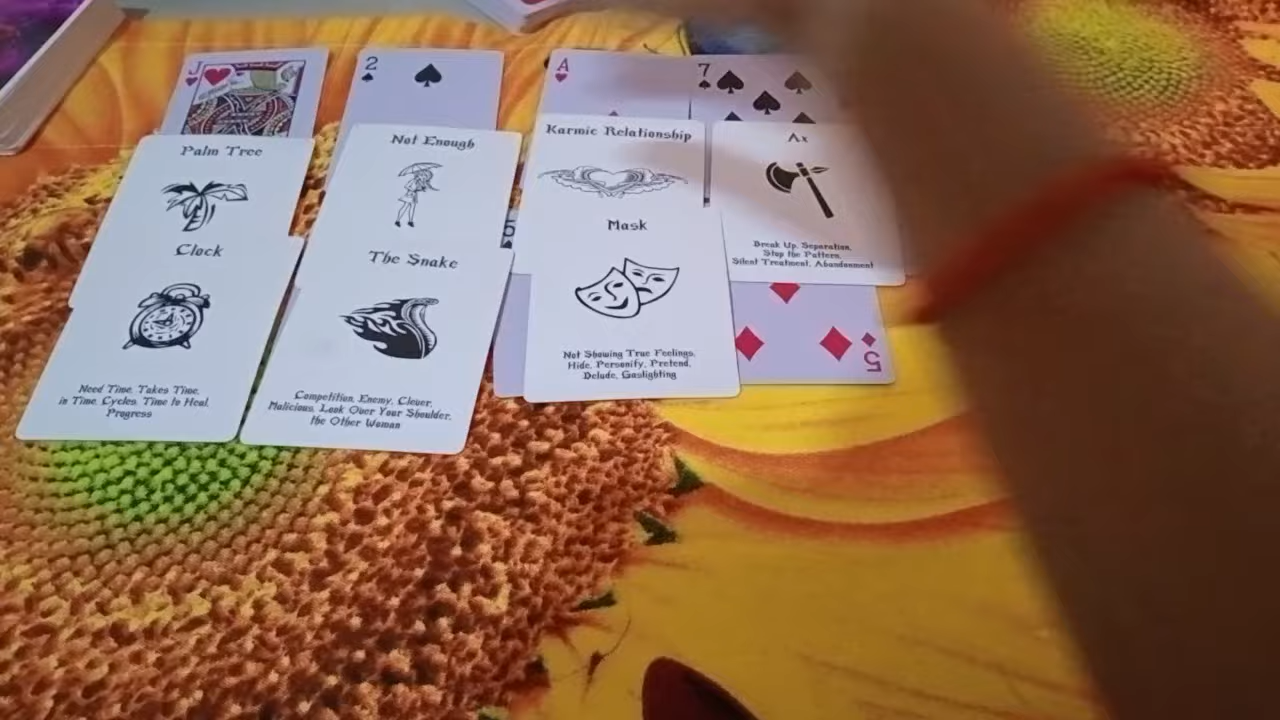 J
2
A
7
Palm Tree
Not Enough
Karmic Relationship
Ax
Clock
The Snake
Mask
5
Break Up, Separation,
Stop the Pattern,
Silent Treatment, Abandonment
Need Time, Takes Time,
in Time, Cycles, Time to Heal,
Progress
Competition, Enemy, Clever,
Malicious, Look Over Your Shoulder,
the Other Woman
Not Showing True Feelings,
Hide, Personify, Pretend,
Delude, Gaslighting
5